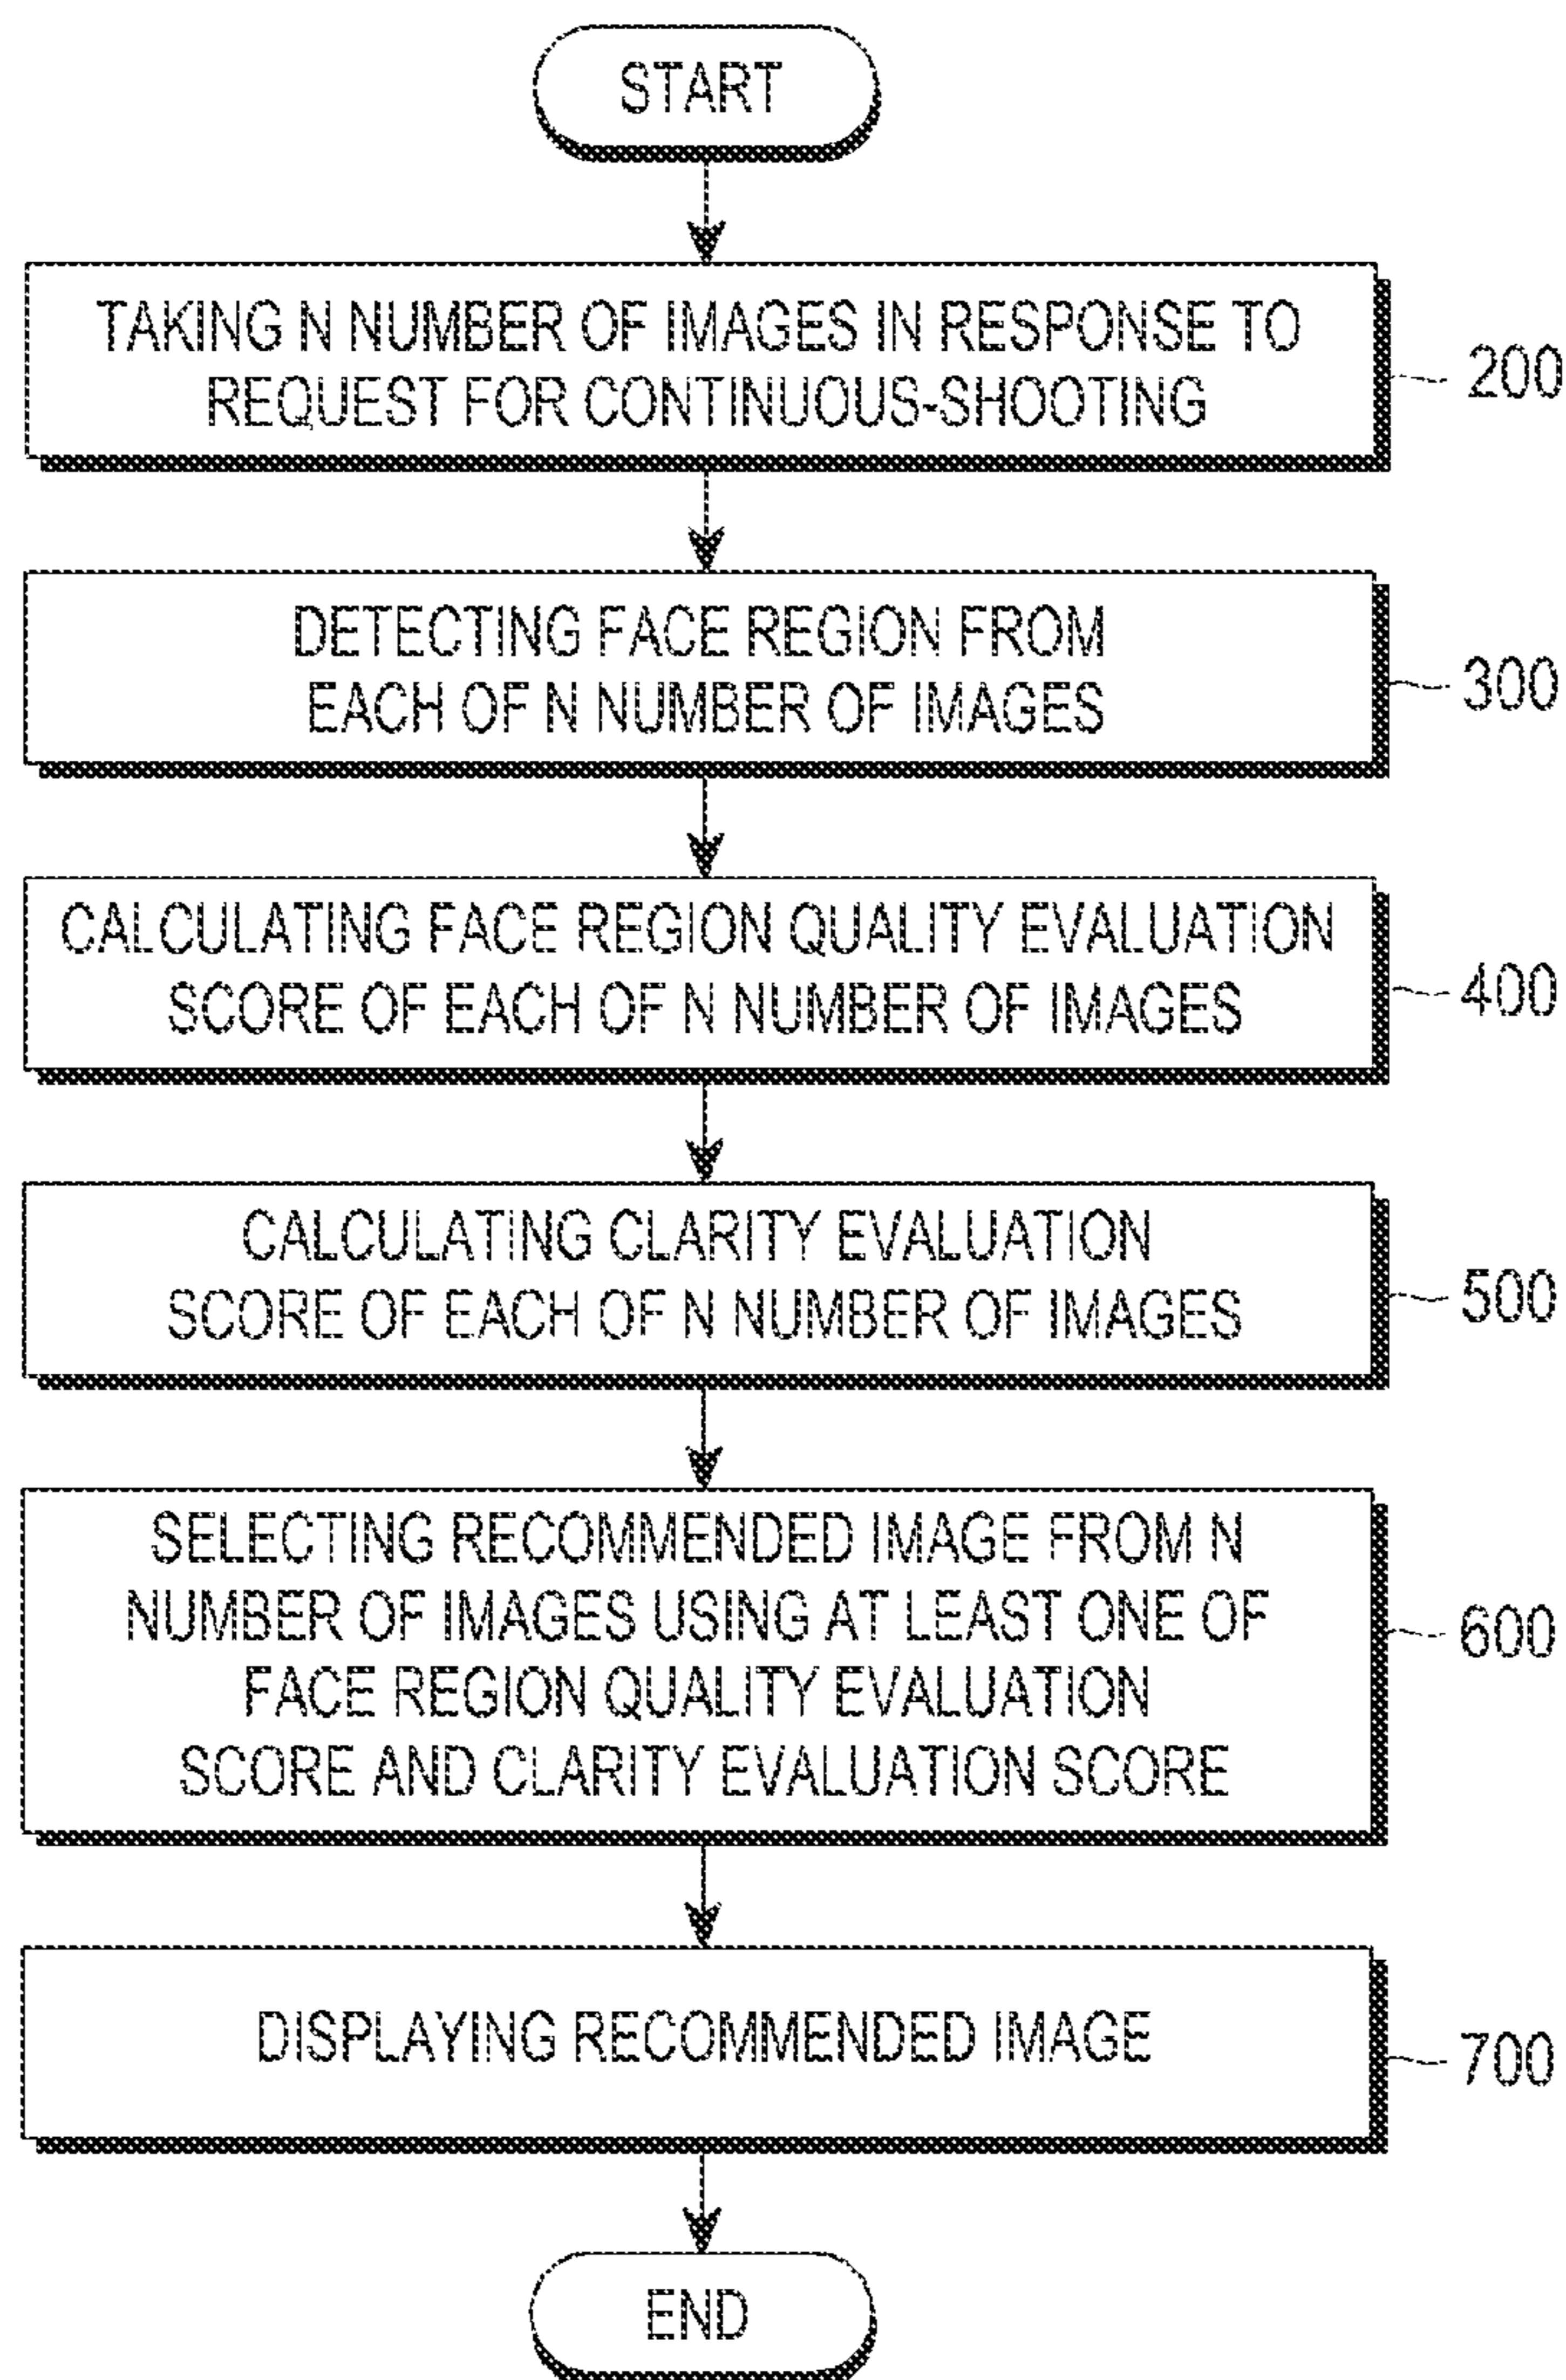 START
TAKING N NUMBER OF IMAGES IN RESPONSE TO
REQUEST FOR CONTINUOUS-SHOOTING
200
DETECTING FACE REGION FROM
EACH OF N NUMBER OF IMAGES
300
CALCULATING FACE REGION QUALITY EVALUATION
SCORE OF EACH OF N NUMBER OF IMAGES
400
CALCULATING CLARITY EVALUATION
SCORE OF EACH OF N NUMBER OF IMAGES
500
SELECTING RECOMMENDED IMAGE FROM N
NUMBER OF IMAGES USING AT LEAST ONE OF
FACE REGION QUALITY EVALUATION
SCORE AND CLARITY EVALUATION SCORE
600
DISPLAYING RECOMMENDED IMAGE
700
END